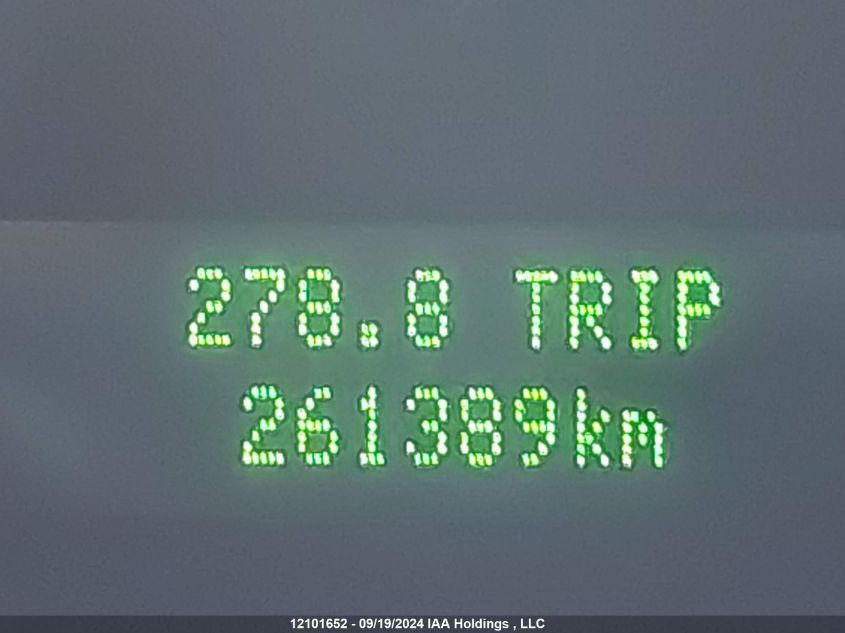 278.8 TRIP
261389km
12101652 - 09/19/2024 IAA Holdings , LLC